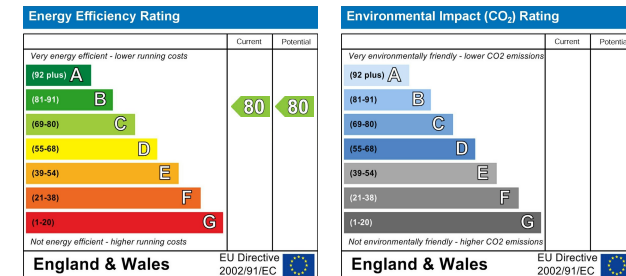 Energy Efficiency Rating
Current Potential
Very energy efficient - lower running costs
(92 plus) A
(81-91) B
(69-80) C
(55-68) D
(39-54) E
(21-38) F
(1-20) G
80 80
Not energy efficient - higher running costs
England & Wales
EU Directive
2002/91/EC
Environmental Impact (CO₂) Rating
Current Potential
Very environmentally friendly - lower CO2 emissions
(92 plus) A
(81-91) B
(69-80) C
(55-68) D
(39-54) E
(21-38) F
(1-20) G
Not environmentally friendly - higher CO2 emissions
England & Wales
EU Directive
2002/91/EC